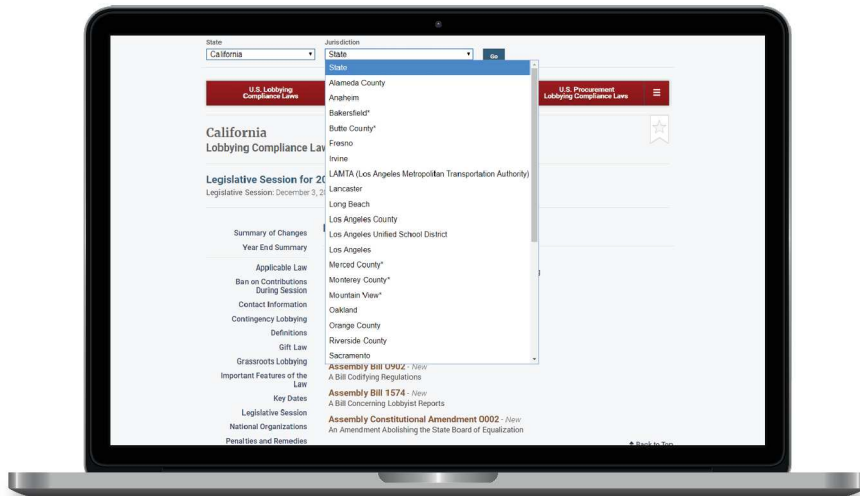 State
Jurisdiction
California
State
Go
State
Alameda County
Anaheim
Bakersfield*
Butte County*
Fresno
Irvine
LAMTA (Los Angeles Metropolitan Transportation Authority)
Lancaster
Long Beach
Los Angeles County
Los Angeles Unified School District
Los Angeles
Merced County*
Monterey County*
Mountain View*
Oakland
Orange County
Riverside County
Sacramento
U.S. Lobbying
Compliance Laws
U.S. Procurement
Lobbying Compliance Laws
California
Lobbying Compliance
Legislative Session for
Legislative Session: December 3,
Summary of Changes
Year End Summary
Applicable Law
Ban on Contributions
During Session
Contact Information
Contingency Lobbying
Definitions
Gift Law
Grassroots Lobbying
Important Features of the
Law
Key Dates
Legislative Session
National Organizations
Penalties and Remedies
Assembly Bill 0902 - New
A Bill Codifying Regulations
Assembly Bill 1574 - New
A Bill Concerning Lobbyist Reports
Assembly Constitutional Amendment 0002 - New
An Amendment Abolishing the State Board of Equalization
Back to Top